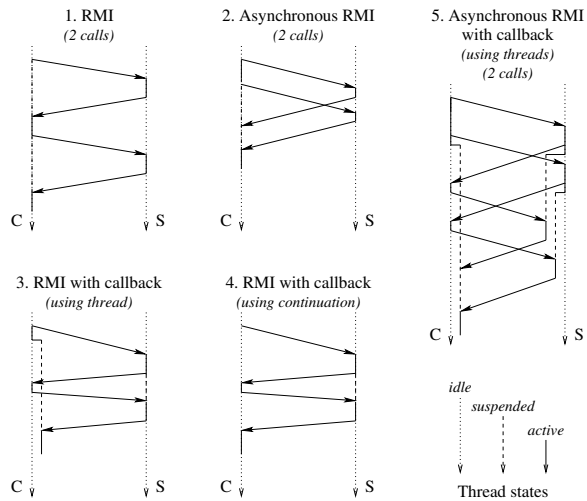 1. RMI
(2 calls)
C
S
2. Asynchronous RMI
(2 calls)
C
S
5. Asynchronous RMI
with callback
(using threads)
(2 calls)
C
S
3. RMI with callback
(using thread)
C
S
4. RMI with callback
(using continuation)
C
S
idle
suspended
active
Thread states